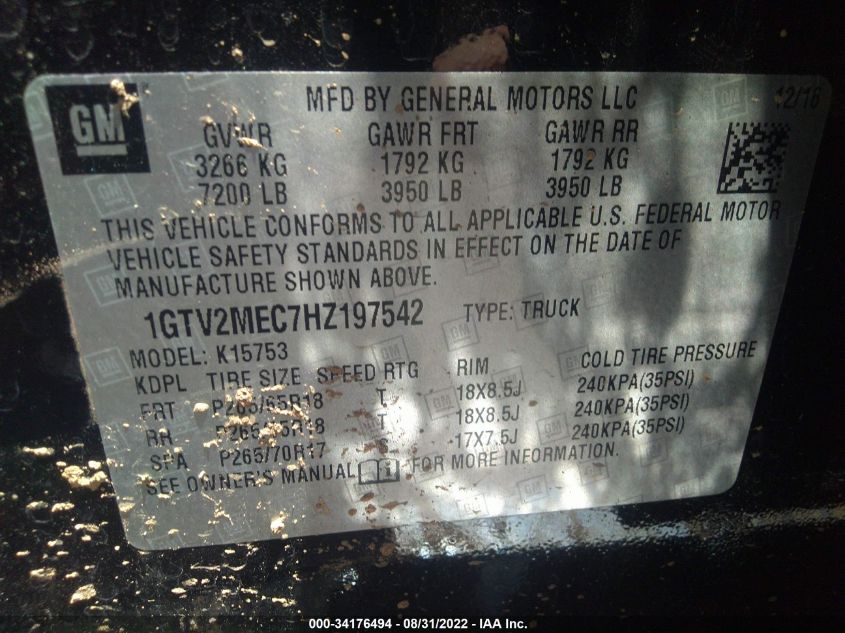 GM
MFD BY GENERAL MOTORS LLC 12/16
GVWR GAWR FRT GAWR RR
3266 KG 1792 KG 1792 KG
7200 LB 3950 LB 3950 LB
THIS VEHICLE CONFORMS TO ALL APPLICABLE U.S. FEDERAL MOTOR
VEHICLE SAFETY STANDARDS IN EFFECT ON THE DATE OF
MANUFACTURE SHOWN ABOVE.
1GTV2MEC7HZ197542 TYPE: TRUCK
MODEL: K15753
KDPL TIRE SIZE SPEED RTG RIM COLD TIRE PRESSURE
FRT P265/65R18 T 18X8.5J 240KPA(35PSI)
RR T 18X8.5J 240KPA(35PSI)
SPA P265/70R17 S 17X7.5J 240KPA(35PSI)
SEE OWNER'S MANUAL FOR MORE INFORMATION.
000-34176494 - 08/31/2022 - IAA Inc.